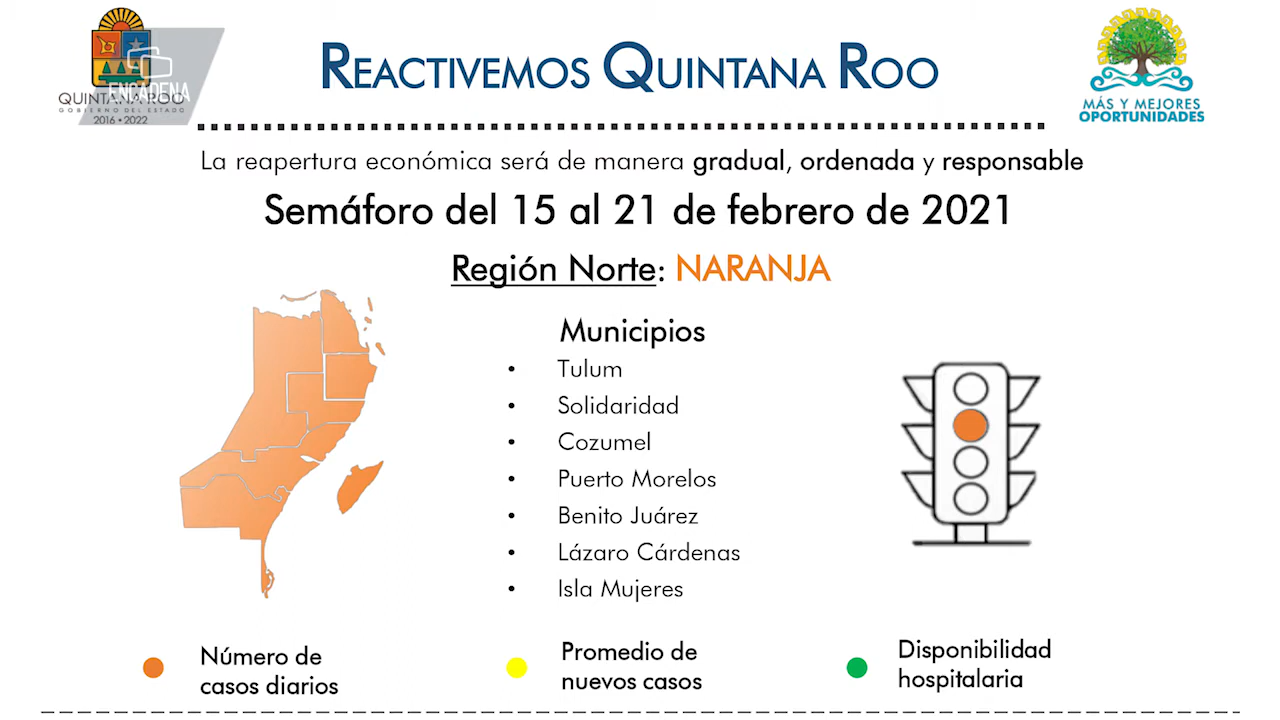 QUINTANA ROO
GOBIERNO DEL ESTADO
2016 • 2022
ENCADENA
REACTIVEMOS QUINTANA ROO
MÁS Y MEJORES
OPORTUNIDADES
La reapertura económica será de manera gradual, ordenada y responsable
Semáforo del 15 al 21 de febrero de 2021
Región Norte: NARANJA
Municipios
• Tulum
• Solidaridad
• Cozumel
• Puerto Morelos
• Benito Juárez
• Lázaro Cárdenas
• Isla Mujeres
Número de
casos diarios
Promedio de
nuevos casos
Disponibilidad
hospitalaria